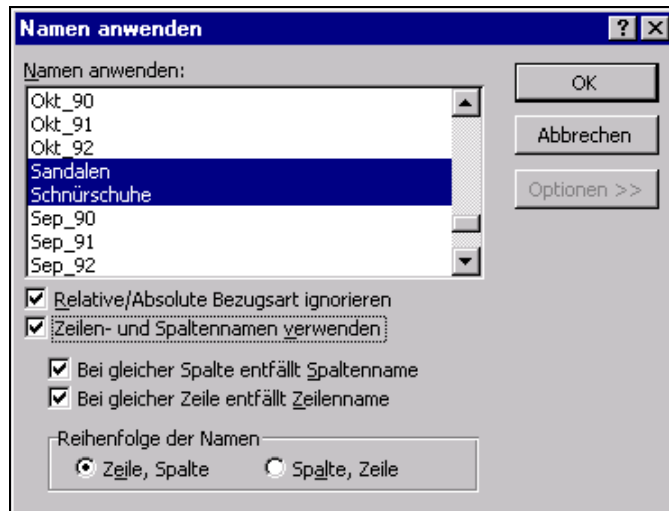 Namen anwenden
Namen anwenden:
Okt_90
Okt_91
Okt_92
Sandalen
Schnürschuhe
Sep_90
Sep_91
Sep_92
OK
Abbrechen
Optionen >>
Relative/Absolute Bezugsart ignorieren
Zeilen- und Spaltennamen verwenden
Bei gleicher Spalte entfällt Spaltenname
Bei gleicher Zeile entfällt Zeilenname
Reihenfolge der Namen
Zeile, Spalte
Spalte, Zeile